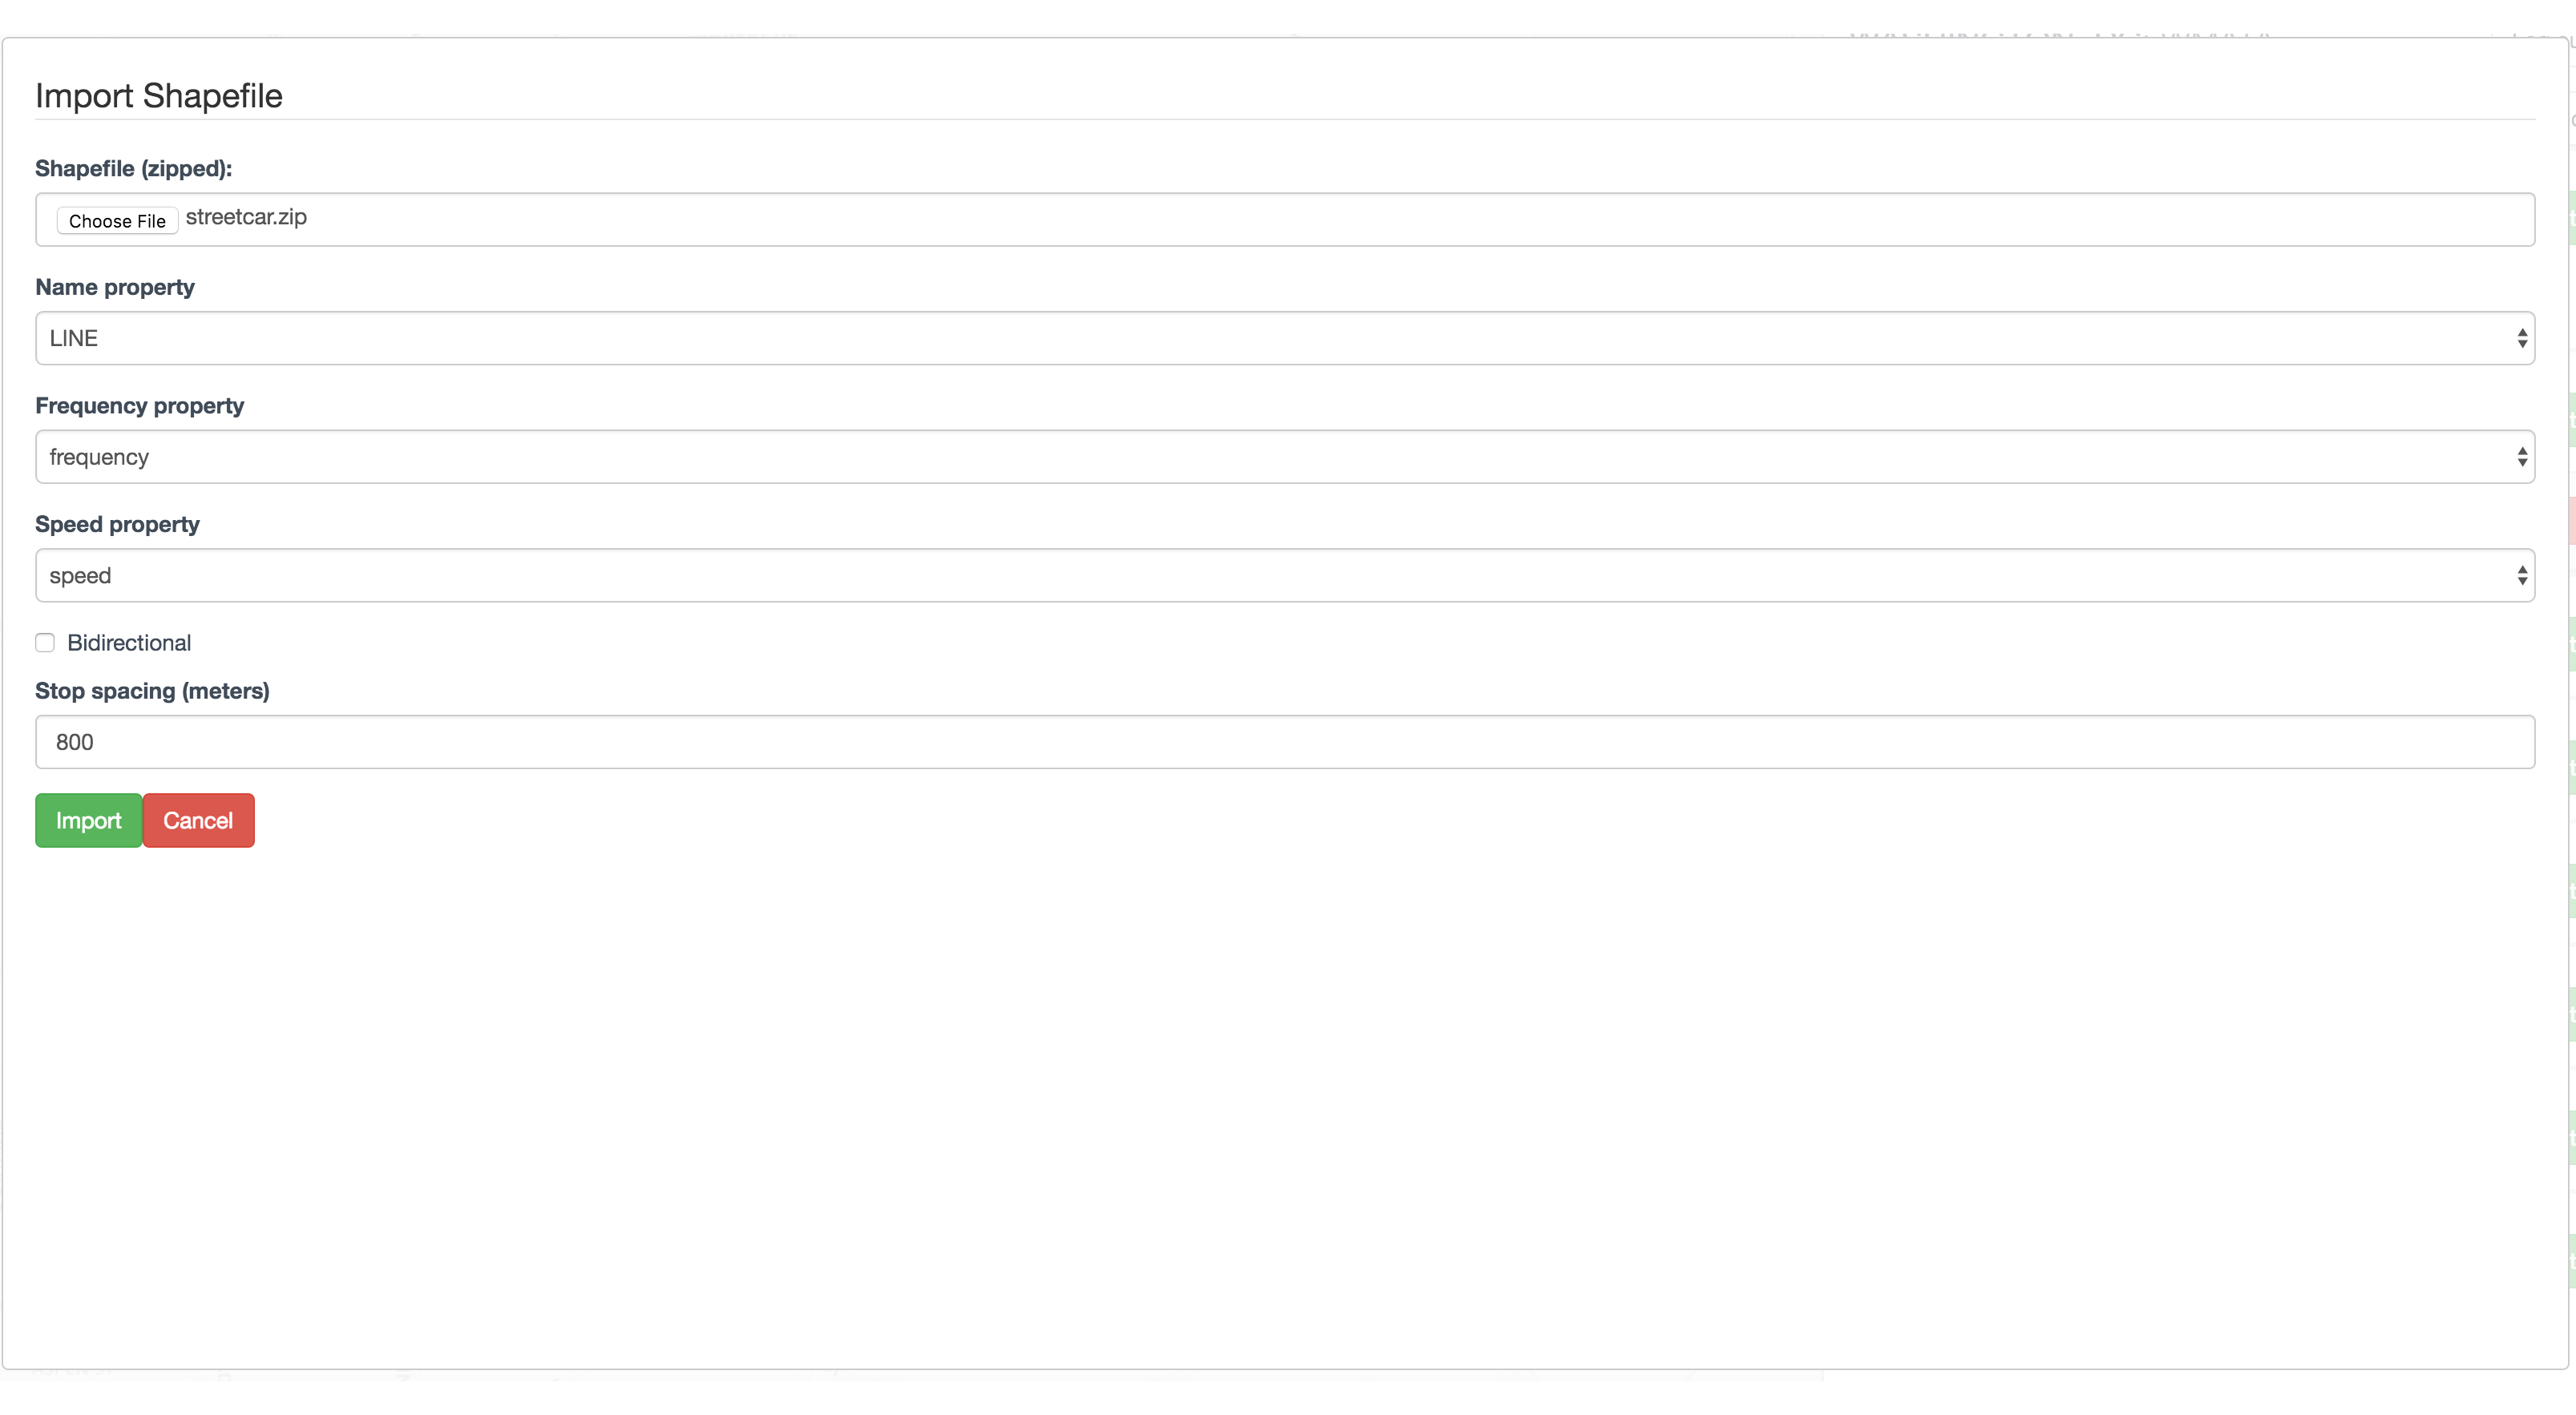 Import Shapefile
Shapefile (zipped):
Choose File streetcar.zip
Name property
LINE
Frequency property
frequency
Speed property
speed
Bidirectional
Stop spacing (meters)
800
Import Cancel